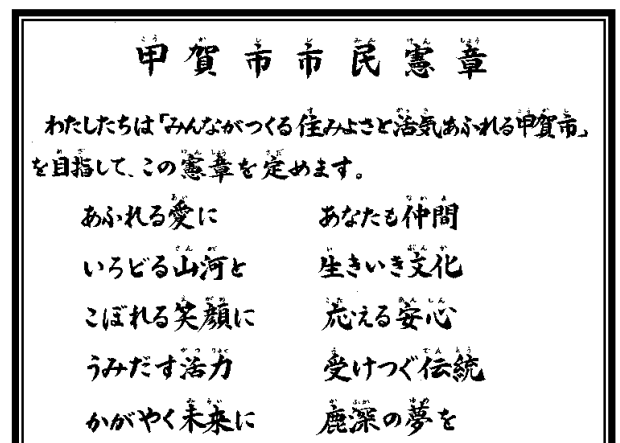 甲賀市市民憲章
わたしたちは「みんながつくる住みよさと活気あふれる甲賀市」
を目指して、この憲章を定めます。
あふれる愛に　あなたも仲間
いろどる山河と　生きいき文化
こぼれる笑顔に　応える安心
うみだす活力　受けつぐ伝統
かがやく未来に　鹿深の夢を